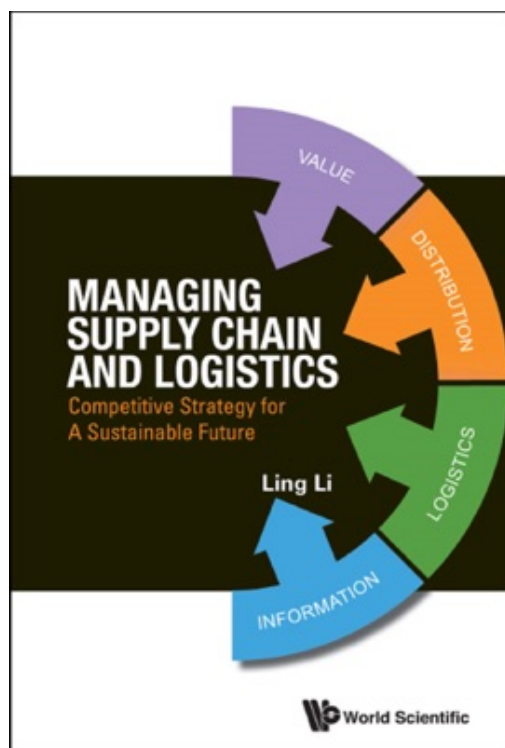 VALUE
DISTRIBUTION
MANAGING
SUPPLY CHAIN
AND LOGISTICS
Competitive Strategy for
A Sustainable Future
LOGISTICS
Ling Li
INFORMATION
World Scientific